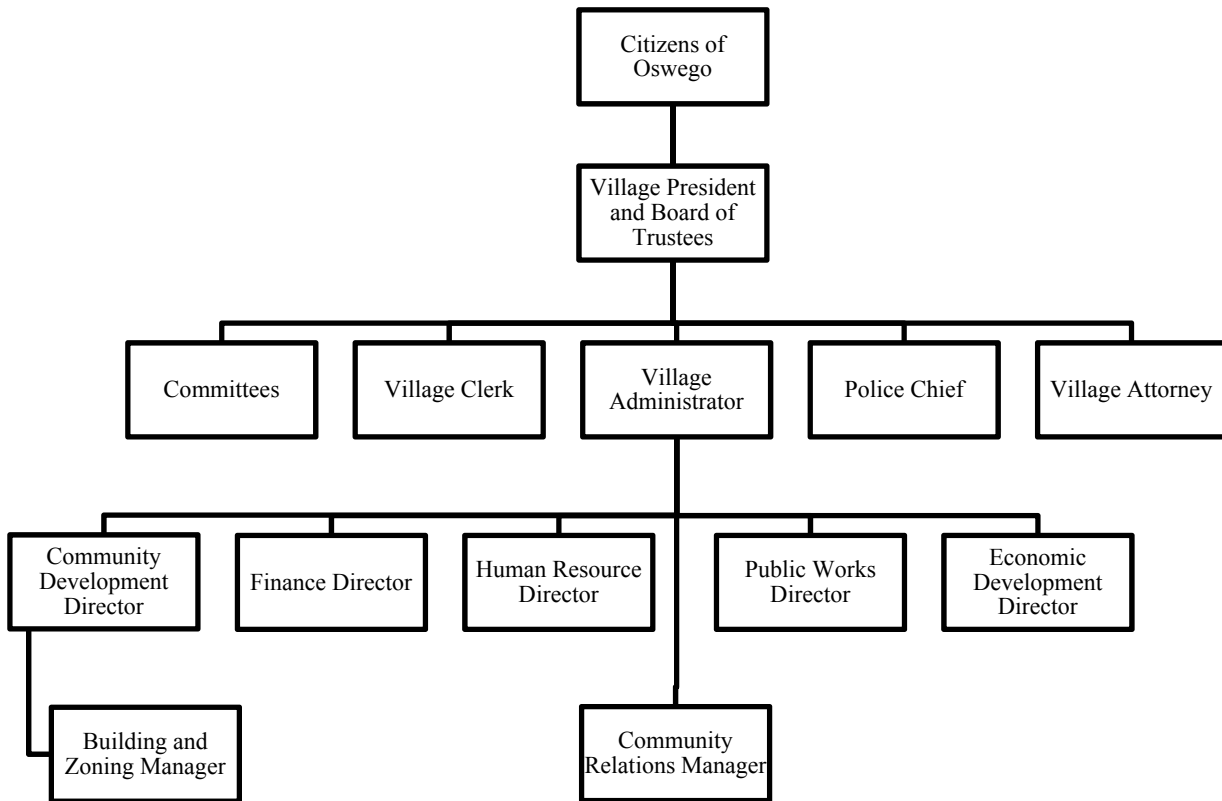 Citizens of
Oswego
Village President
and Board of
Trustees
Committees
Village Clerk
Village
Administrator
Police Chief
Village Attorney
Community
Development
Director
Finance Director
Human Resource
Director
Public Works
Director
Economic
Development
Director
Building and
Zoning Manager
Community
Relations Manager